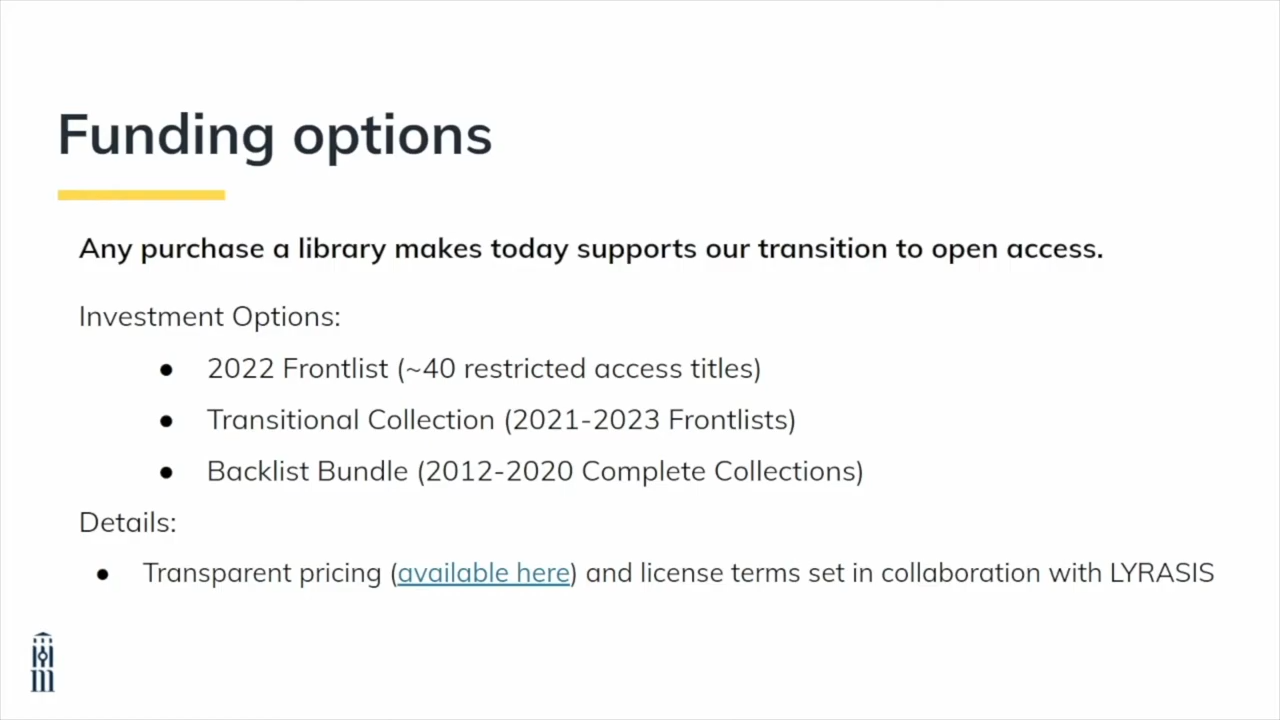 Funding options
Any purchase a library makes today supports our transition to open access.
Investment Options:
● 2022 Frontlist (~40 restricted access titles)
● Transitional Collection (2021-2023 Frontlists)
● Backlist Bundle (2012-2020 Complete Collections)
Details:
● Transparent pricing (available here) and license terms set in collaboration with LYRASIS